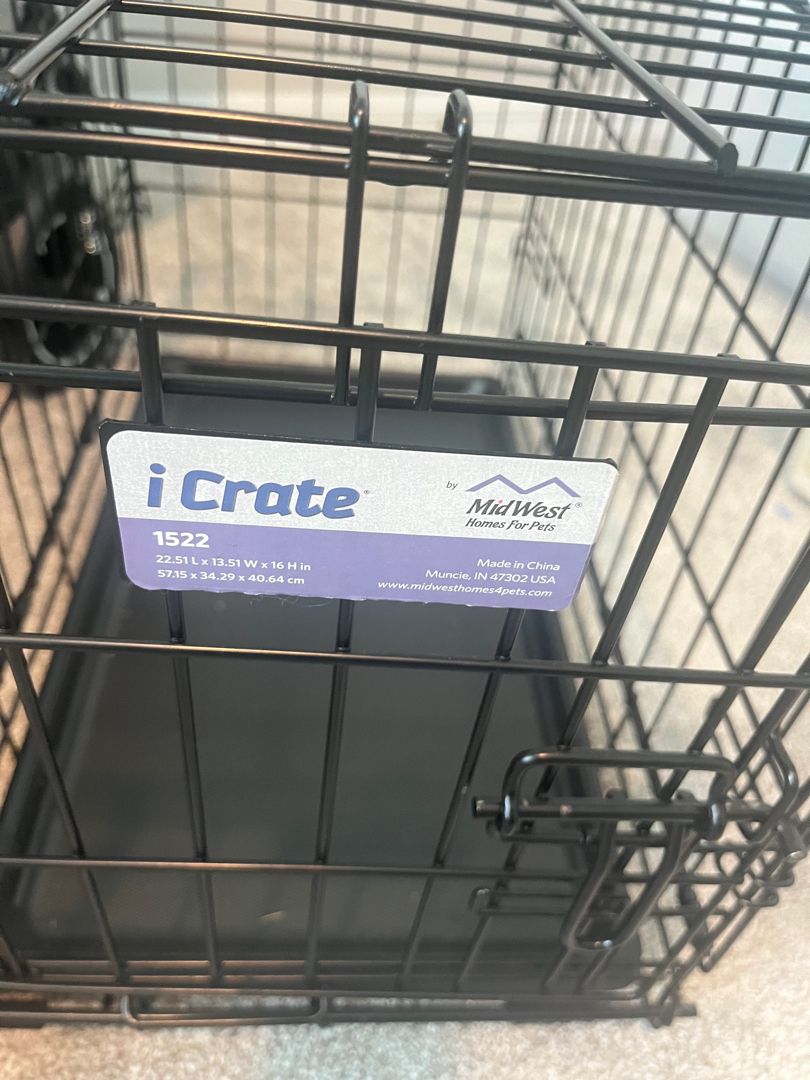 i Crate®
by MidWest®
Homes For Pets
1522
22.51 L x 13.51 W x 16 H in
57.15 x 34.29 x 40.64 cm
Made in China
Muncie, IN 47302 USA
www.midwesthomes4pets.com